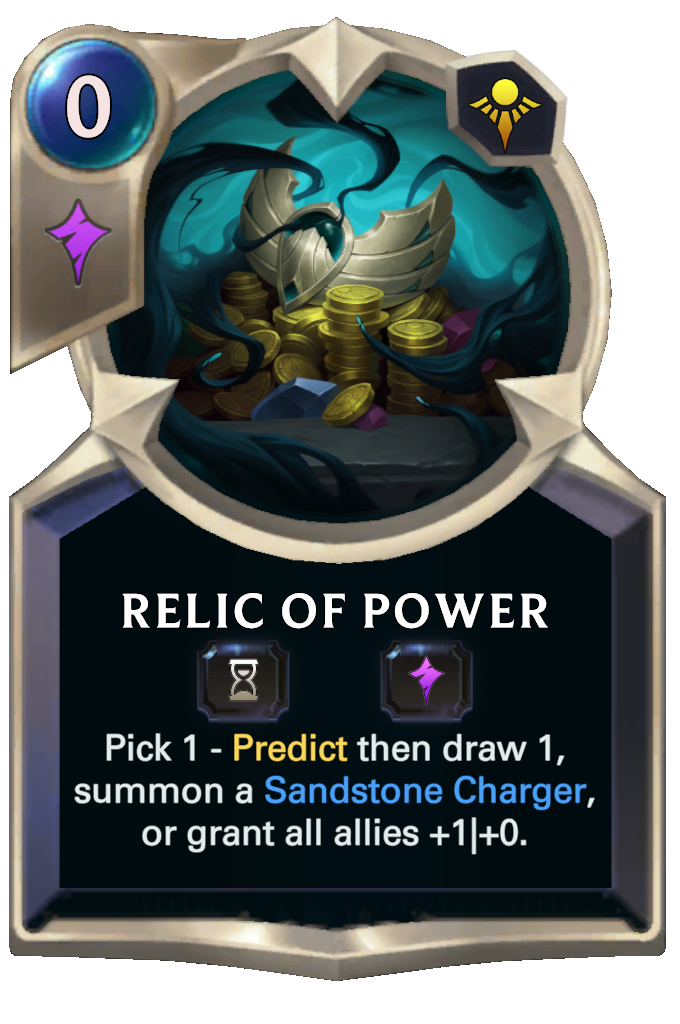 0
RELIC OF POWER
Pick 1 - Predict then draw 1,
summon a Sandstone Charger,
or grant all allies +1|+0.